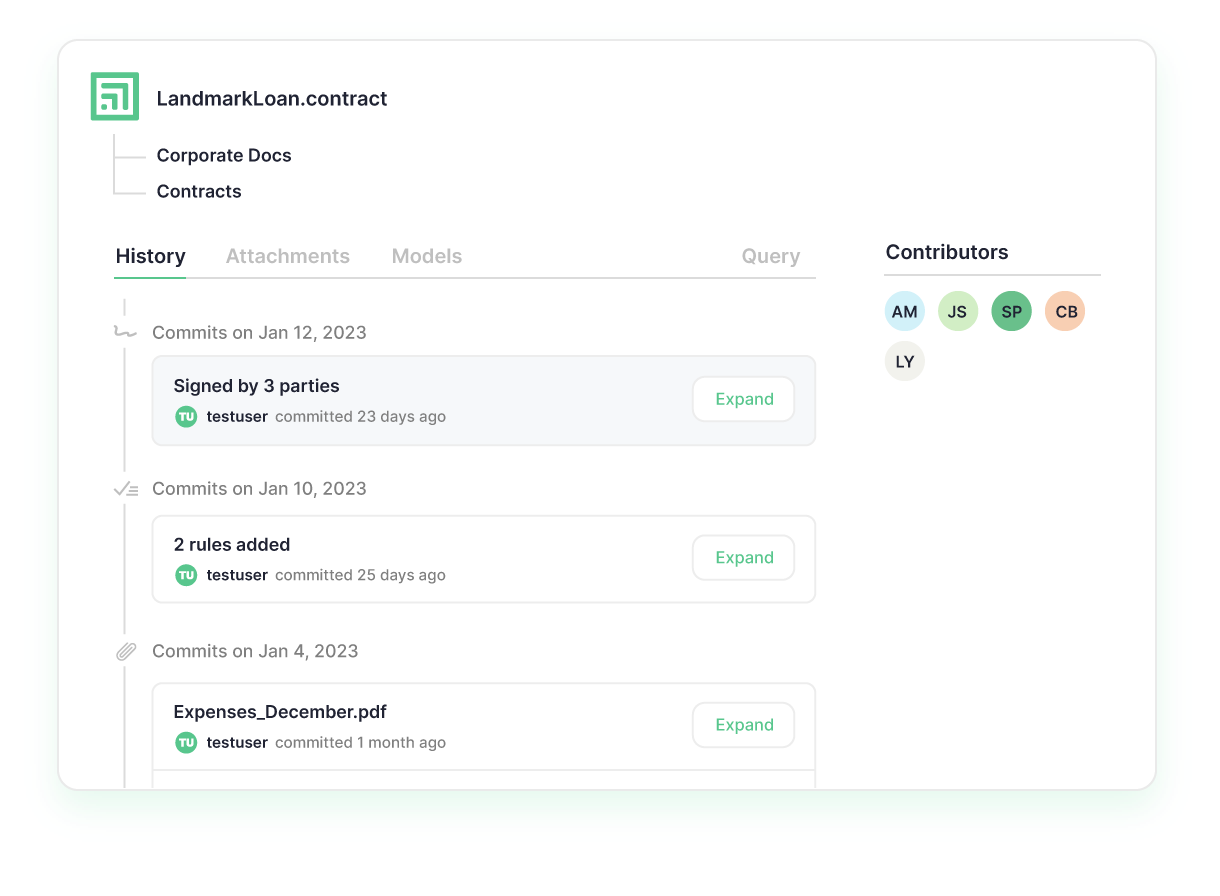 LandmarkLoan.contract
Corporate Docs
Contracts
History Attachments Models Query
Commits on Jan 12, 2023
Signed by 3 parties
TU testuser committed 23 days ago
Expand
Commits on Jan 10, 2023
2 rules added
TU testuser committed 25 days ago
Expand
Commits on Jan 4, 2023
Expenses_December.pdf
TU testuser committed 1 month ago
Expand
Contributors
AM JS SP CB
LY